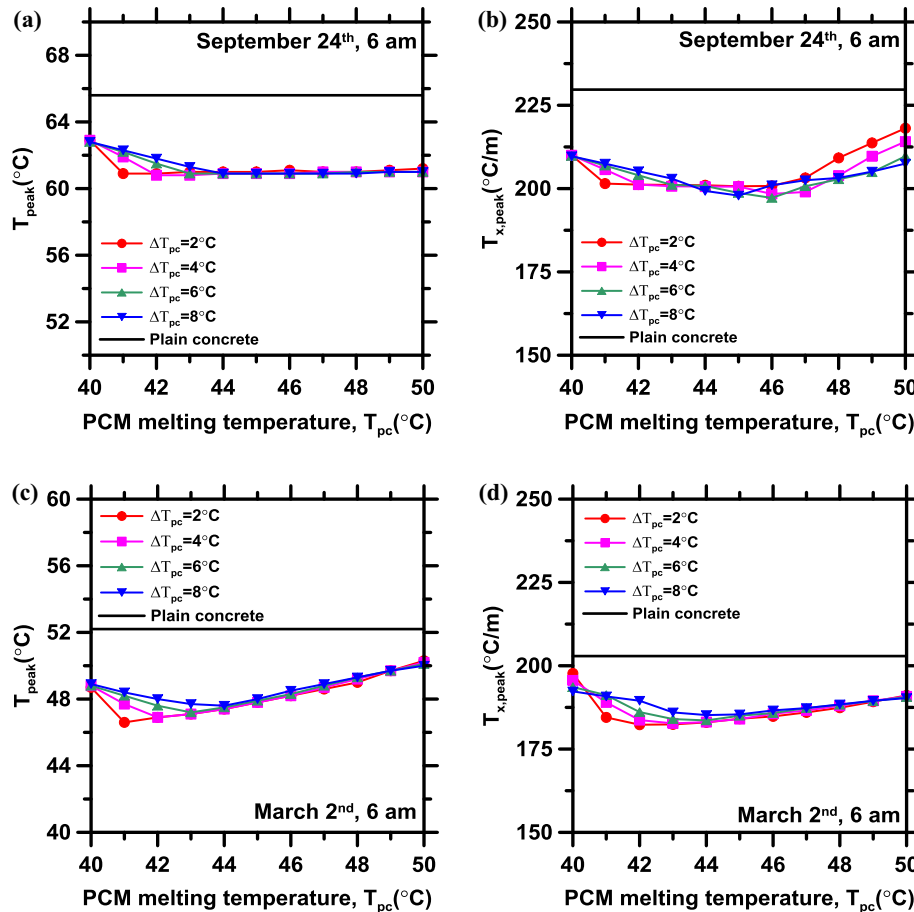 (a)
September 24th, 6 am
68
64
60
56
52
Tpeak(°C)
ΔTpc=2°C
ΔTpc=4°C
ΔTpc=6°C
ΔTpc=8°C
Plain concrete
40 42 44 46 48 50
PCM melting temperature, Tpc(°C)
(b)
September 24th, 6 am
250
225
200
175
150
Tx,peak(°C/m)
ΔTpc=2°C
ΔTpc=4°C
ΔTpc=6°C
ΔTpc=8°C
Plain concrete
40 42 44 46 48 50
PCM melting temperature, Tpc(°C)
(c)
60
56
52
48
44
40
Tpeak(°C)
ΔTpc=2°C
ΔTpc=4°C
ΔTpc=6°C
ΔTpc=8°C
Plain concrete
March 2nd, 6 am
40 42 44 46 48 50
PCM melting temperature, Tpc(°C)
(d)
250
225
200
175
150
Tx,peak(°C/m)
ΔTpc=2°C
ΔTpc=4°C
ΔTpc=6°C
ΔTpc=8°C
Plain concrete
March 2nd, 6 am
40 42 44 46 48 50
PCM melting temperature, Tpc(°C)